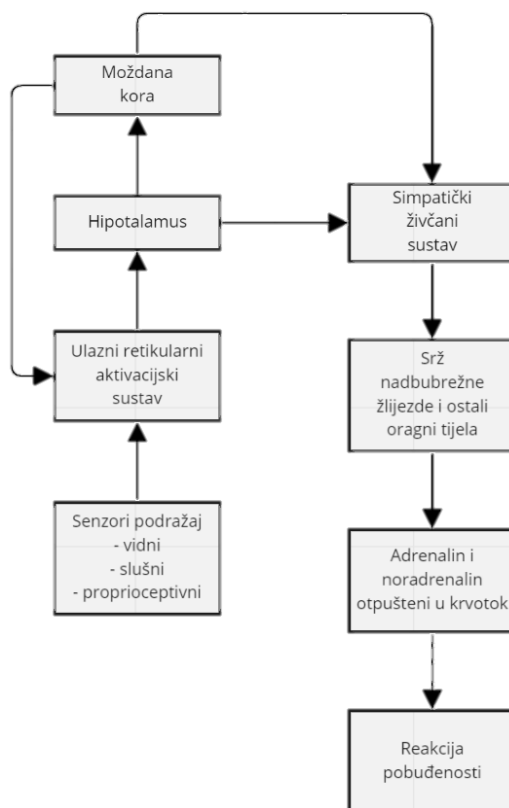 Moždana
kora
Hipotalamus
Ulazni retikularni
aktivacijski
sustav
Senzori podražaj
- vidni
- slušni
- proprioceptivni
Simpatički
živčani
sustav
Srž
nadbubrežne
žlijezde i ostali
oragni tijela
Adrenalin i
noradrenalin
otpušteni u krvotok
Reakcija
pobuđenosti